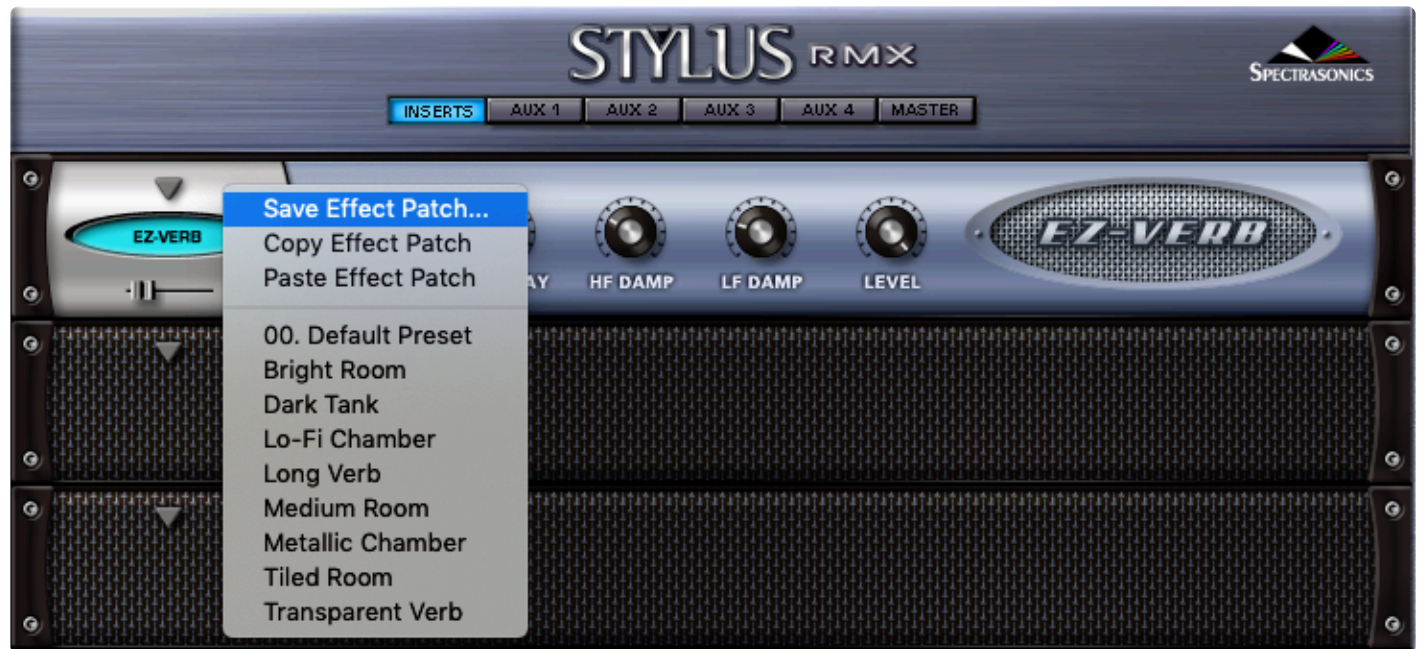 STYLUS RMX
SPECTRASONICS
INSERTS AUX 1 AUX 2 AUX 3 AUX 4 MASTER
EZ-VERB
Save Effect Patch...
Copy Effect Patch
Paste Effect Patch
00. Default Preset
Bright Room
Dark Tank
Lo-Fi Chamber
Long Verb
Medium Room
Metallic Chamber
Tiled Room
Transparent Verb
HF DAMP LF DAMP LEVEL
EZ-VERB